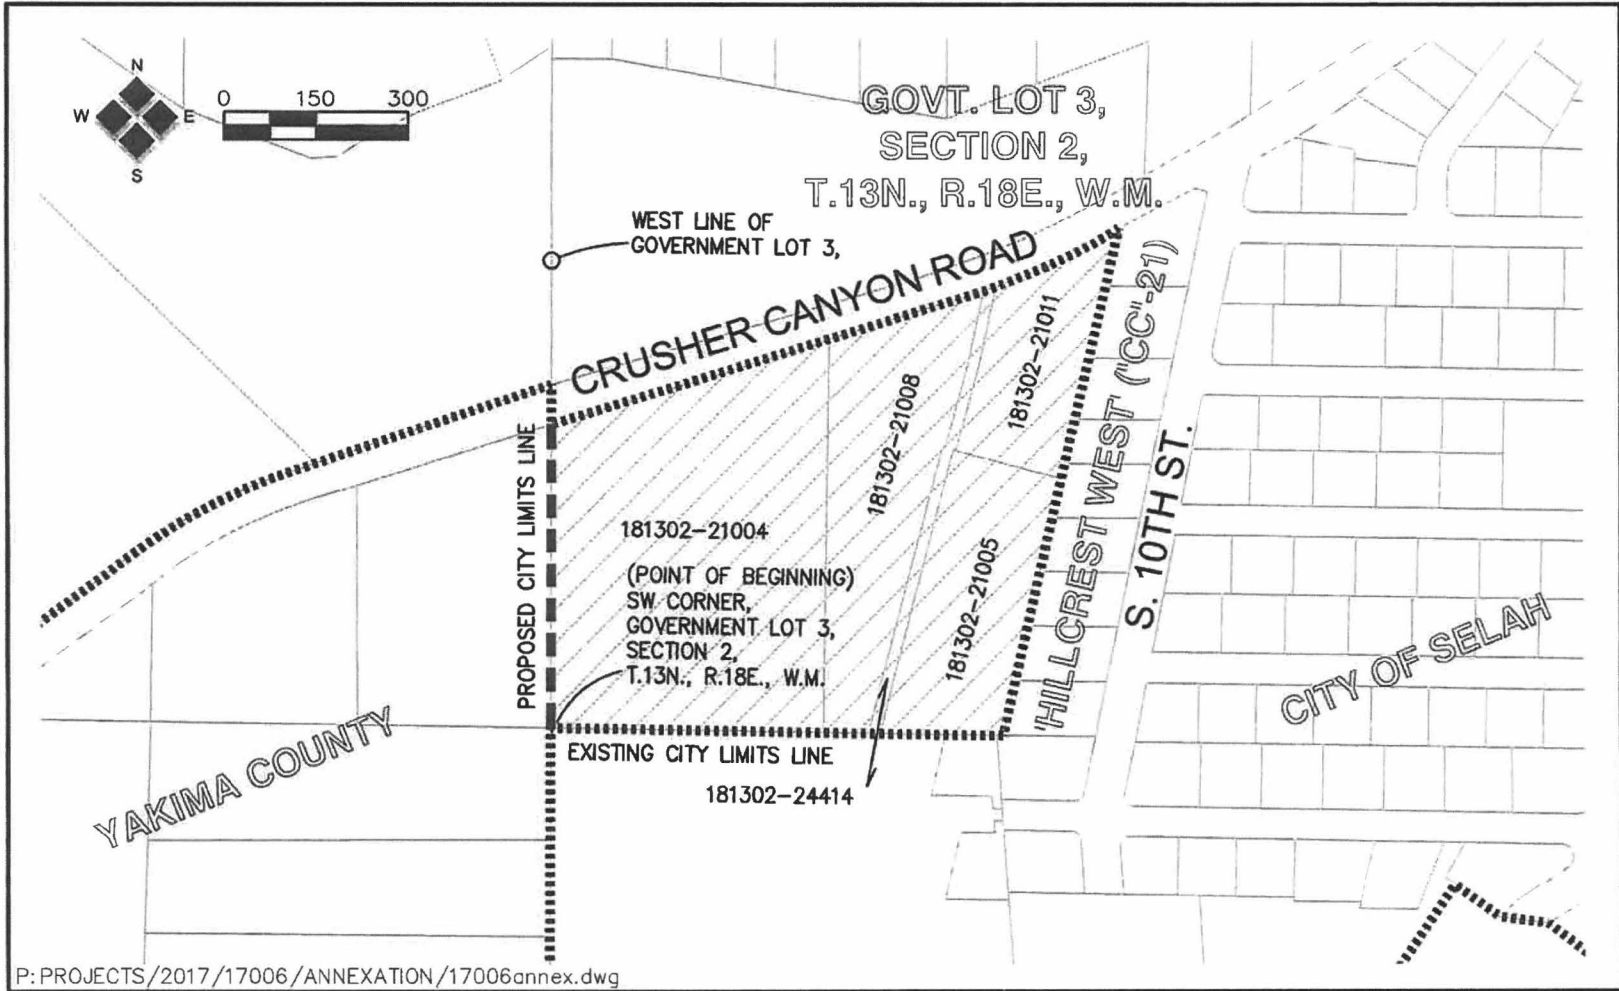 N
W
E
S
0 150 300
GOVT. LOT 3,
SECTION 2,
T.13N., R.18E., W.M.
WEST LINE OF
GOVERNMENT LOT 3,
CRUSHER CANYON ROAD
181302-21011
181302-21008
'HILLCREST WEST' ("CC"-21)
S. 10TH ST.
PROPOSED CITY LIMITS LINE
181302-21004
(POINT OF BEGINNING)
SW CORNER,
GOVERNMENT LOT 3,
SECTION 2,
T.13N., R.18E., W.M.
181302-21005
CITY OF SELAH
YAKIMA COUNTY
EXISTING CITY LIMITS LINE
181302-24414
P:PROJECTS/2017/17006/ANNEXATION/17006annex.dwg